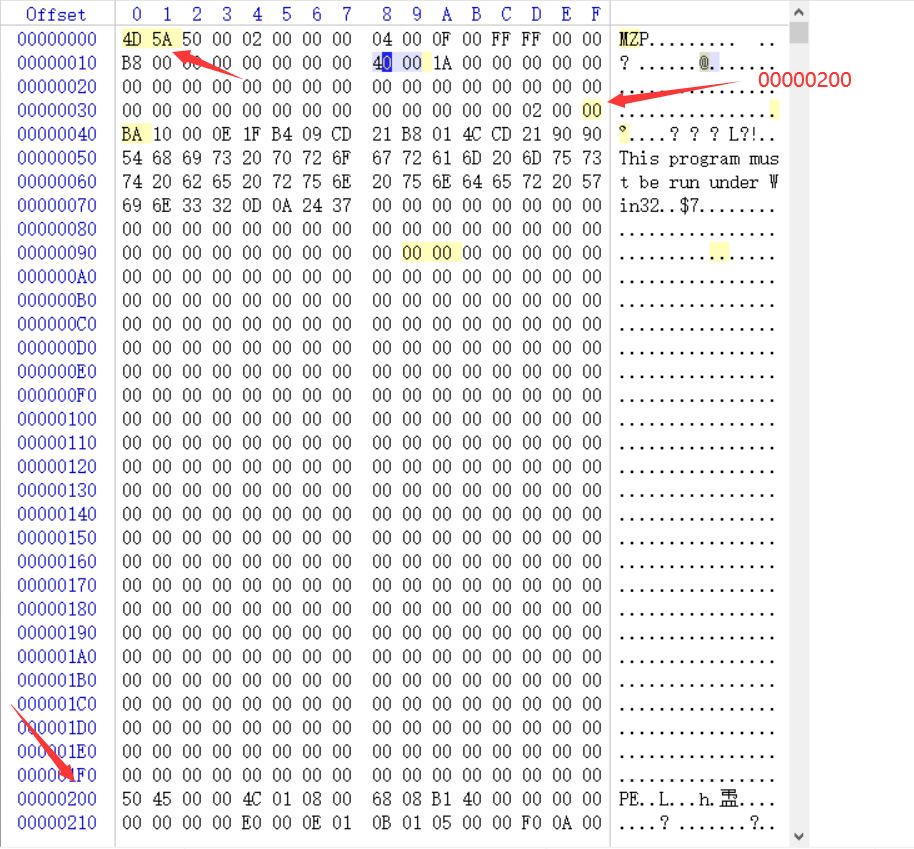 Offset 0 1 2 3 4 5 6 7 8 9 A B C D E F
00000000 4D 5A 50 00 02 00 00 00 04 00 0F 00 FF FF 00 00 MZP......... ..
00000010 B8 00 00 00 00 00 00 00 40 00 1A 00 00 00 00 00 ? ......@.......
00000020 00 00 00 00 00 00 00 00 00 00 00 00 00 00 00 00 ................
00000200
00000030 00 00 00 00 00 00 00 00 00 00 00 00 00 02 00 00 ................
00000040 BA 10 00 0E 1F B4 09 CD 21 B8 01 4C CD 21 90 90 °....? ? ? L?!..
00000050 54 68 69 73 20 70 72 6F 67 72 61 6D 20 6D 75 73 This program mus
00000060 74 20 62 65 20 72 75 6E 20 75 6E 64 65 72 20 57 t be run under W
00000070 69 6E 33 32 0D 0A 24 37 00 00 00 00 00 00 00 00 in32..$7........
00000080 00 00 00 00 00 00 00 00 00 00 00 00 00 00 00 00 ................
00000090 00 00 00 00 00 00 00 00 00 00 00 00 00 00 00 00 ................
000000A0 00 00 00 00 00 00 00 00 00 00 00 00 00 00 00 00 ................
000000B0 00 00 00 00 00 00 00 00 00 00 00 00 00 00 00 00 ................
000000C0 00 00 00 00 00 00 00 00 00 00 00 00 00 00 00 00 ................
000000D0 00 00 00 00 00 00 00 00 00 00 00 00 00 00 00 00 ................
000000E0 00 00 00 00 00 00 00 00 00 00 00 00 00 00 00 00 ................
000000F0 00 00 00 00 00 00 00 00 00 00 00 00 00 00 00 00 ................
00000100 00 00 00 00 00 00 00 00 00 00 00 00 00 00 00 00 ................
00000110 00 00 00 00 00 00 00 00 00 00 00 00 00 00 00 00 ................
00000120 00 00 00 00 00 00 00 00 00 00 00 00 00 00 00 00 ................
00000130 00 00 00 00 00 00 00 00 00 00 00 00 00 00 00 00 ................
00000140 00 00 00 00 00 00 00 00 00 00 00 00 00 00 00 00 ................
00000150 00 00 00 00 00 00 00 00 00 00 00 00 00 00 00 00 ................
00000160 00 00 00 00 00 00 00 00 00 00 00 00 00 00 00 00 ................
00000170 00 00 00 00 00 00 00 00 00 00 00 00 00 00 00 00 ................
00000180 00 00 00 00 00 00 00 00 00 00 00 00 00 00 00 00 ................
00000190 00 00 00 00 00 00 00 00 00 00 00 00 00 00 00 00 ................
000001A0 00 00 00 00 00 00 00 00 00 00 00 00 00 00 00 00 ................
000001B0 00 00 00 00 00 00 00 00 00 00 00 00 00 00 00 00 ................
000001C0 00 00 00 00 00 00 00 00 00 00 00 00 00 00 00 00 ................
000001D0 00 00 00 00 00 00 00 00 00 00 00 00 00 00 00 00 ................
000001E0 00 00 00 00 00 00 00 00 00 00 00 00 00 00 00 00 ................
000001F0 00 00 00 00 00 00 00 00 00 00 00 00 00 00 00 00 ................
00000200 50 45 00 00 4C 01 08 00 68 08 B1 40 00 00 00 00 PE..L...h. ....
00000210 00 00 00 00 E0 00 0E 01 0B 01 05 00 00 F0 0A 00 ....? .......?..